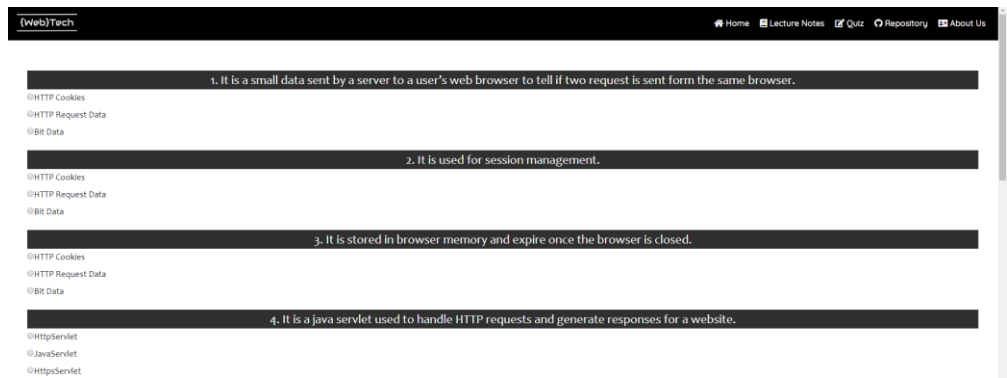 {Web}Tech
Home Lecture Notes Quiz Repository About Us
1. It is a small data sent by a server to a user's web browser to tell if two request is sent form the same browser.
HTTP Cookies
HTTP Request Data
Bit Data
2. It is used for session management.
HTTP Cookies
HTTP Request Data
Bit Data
3. It is stored in browser memory and expire once the browser is closed.
HTTP Cookies
HTTP Request Data
Bit Data
4. It is a java servlet used to handle HTTP requests and generate responses for a website.
HttpServlet
JavaServlet
HttpsServlet